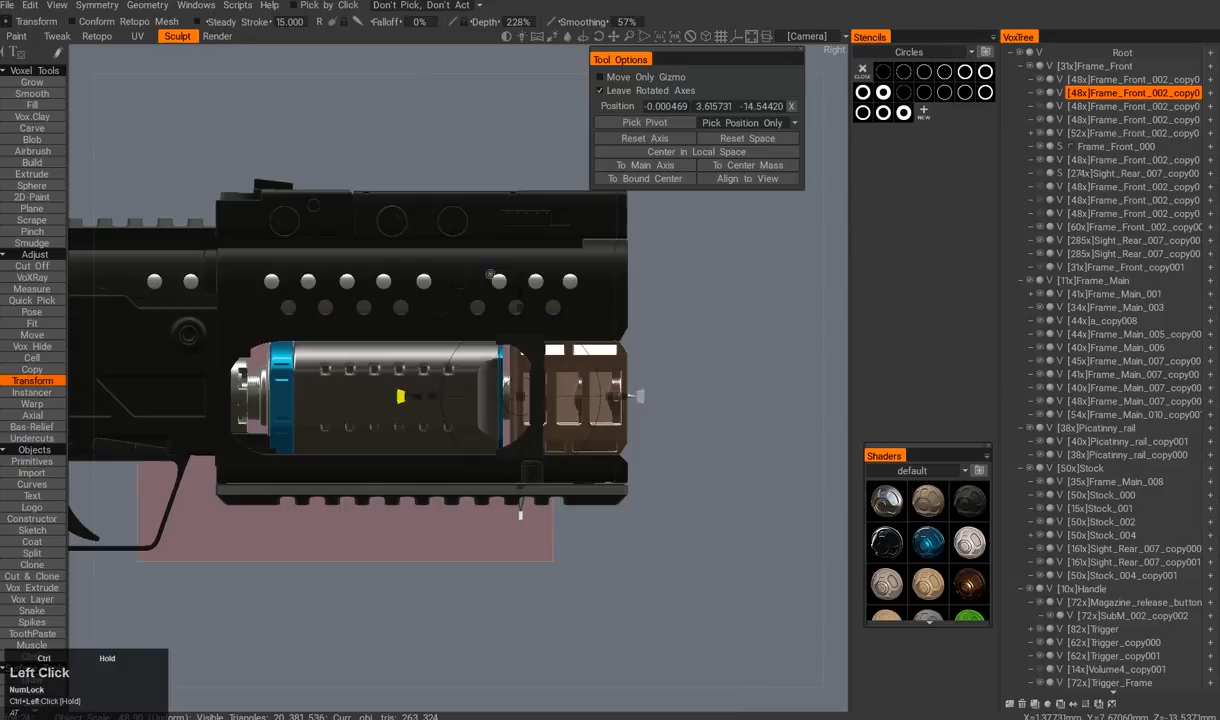 File Edit View Symmetry Geometry Windows Scripts Help Pick by Click Don't Pick, Don't Act
Transform Conform Retopo Mesh Steady Stroke: 15.000 R Falloff: 0% Depth: 228% Smoothing: 57%
Paint Tweak Retopo UV Sculpt Render [Camera]
Right
Voxel Tools
Grow
Smooth
Fill
Vox.Clay
Carve
Blob
Airbrush
Build
Extrude
Sphere
2D-Paint
Plane
Scrape
Pinch
Smudge
Adjust
Cut Off
VoXRay
Measure
Quick Pick
Pose
Fit
Move
Vox Hide
Cell
Copy
Transform
Instancer
Warp
Axial
Bas-Relief
Undercuts
Objects
Primitives
Import
Curves
Text
Logo
Constructor
Sketch
Coat
Split
Clone
Cut & Clone
Vox Extrude
Vox Layer
Snake
Spikes
ToothPaste
Muscle
Ctrl Hold
Left Click
NumLock
Ctrl+Left Click [Hold]
Tool Options
Move Only Gizmo
Leave Rotated Axes
Position -0.000469 3.615731 -14.54420 X
Pick Pivot Pick Position Only
Reset Axis Reset Space
Center in Local Space
To Main Axis To Center Mass
To Bound Center Align to View
Stencils
Circles
CLOSE
NEW
Shaders
default
VoxTree
V Root
V [31x]Frame_Front
V [48x]Frame_Front_002_copy0
V [48x]Frame_Front_002_copy0
V [48x]Frame_Front_002_copy0
V [48x]Frame_Front_002_copy0
V [52x]Frame_Front_002_copy0
S Frame_Front_000
V [48x]Frame_Front_002_copy0
S [274x]Sight_Rear_007_copy00
V [48x]Frame_Front_002_copy0
V [48x]Frame_Front_002_copy0
V [48x]Frame_Front_002_copy0
V [60x]Frame_Front_002_copy0
V [285x]Sight_Rear_007_copy00
V [285x]Sight_Rear_007_copy00
V [31x]Frame_Front_copy001
V [11x]Frame_Main
V [41x]Frame_Main_001
V [34x]Frame_Main_003
V [44x]a_copy008
V [44x]Frame_Main_005_copy00
V [40x]Frame_Main_006
V [45x]Frame_Main_007_copy00
V [41x]Frame_Main_007_copy00
V [40x]Frame_Main_007_copy00
V [48x]Frame_Main_008_copy00
V [54x]Frame_Main_010_copy00
V [38x]Picatinny_rail
V [40x]Picatinny_rail_copy001
V [38x]Picatinny_rail_copy000
V [50x]Stock
V [35x]Frame_Main_008
V [50x]Stock_000
V [15x]Stock_001
V [50x]Stock_002
V [50x]Stock_004
V [161x]Sight_Rear_007_copy000
V [161x]Sight_Rear_007_copy001
V [50x]Stock_004_copy001
V [10x]Handle
V [72x]Magazine_release_button
V [72x]SubM_002_copy002
V [82x]Trigger
V [62x]Trigger_copy000
V [62x]Trigger_copy001
V [14x]Volume4_copy001
V [72x]Trigger_Frame